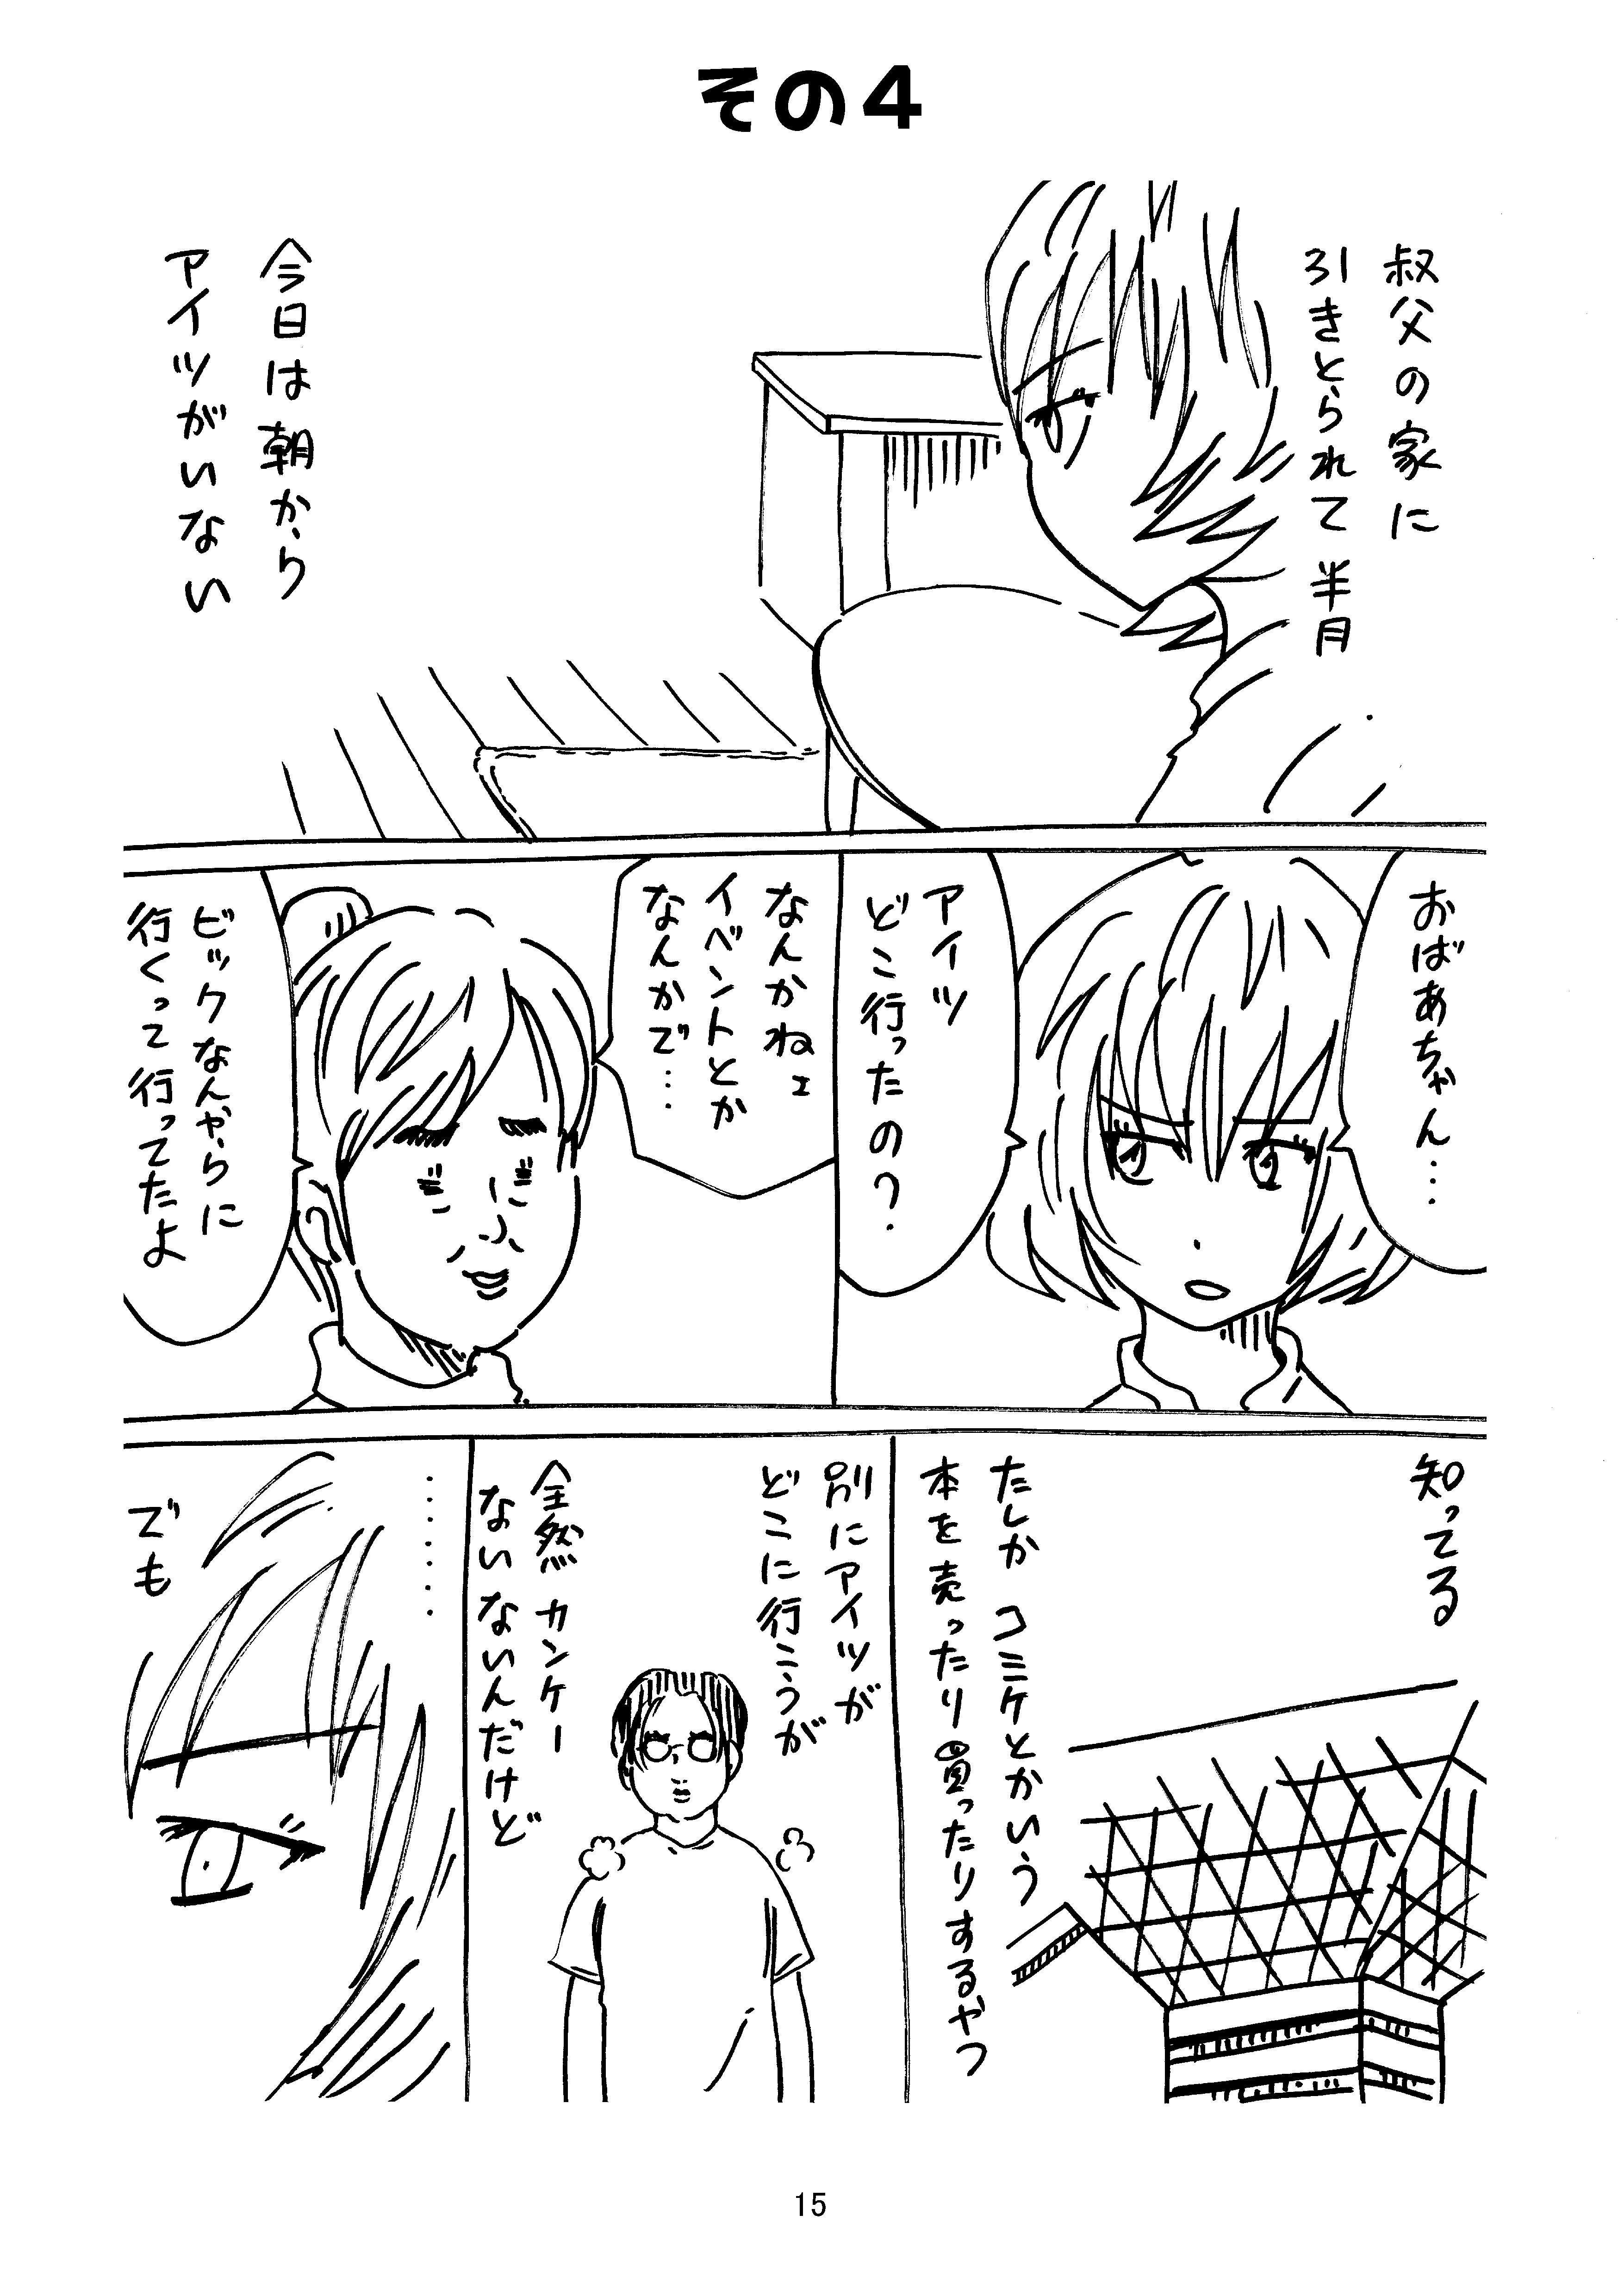 その4
叔父の家に
引きとられて半月
今日は朝から
アイツがいない
おばあちゃん…
アイツ
どこ行ったの?
なんかねェ
イベントとか
なんかで…
ビックなんやらに
行くって行ってたよ
知ってる
たしかコミケとかいう
本を売ったり買ったりするやつ
別にアイツが
どこに行こうが
全然カンケー
ないないんだけど
……
でも
15